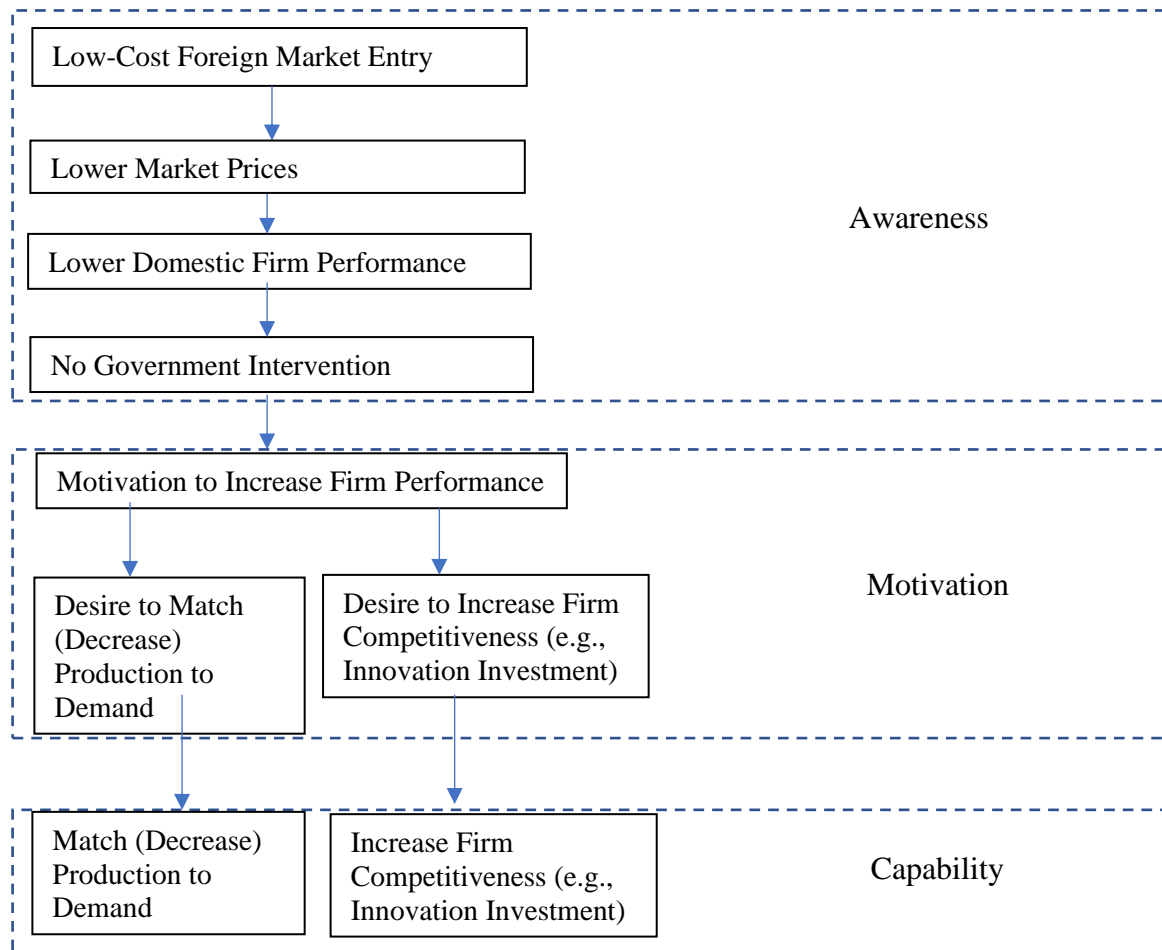 Low-Cost Foreign Market Entry
Lower Market Prices
Awareness
Lower Domestic Firm Performance
No Government Intervention
Motivation to Increase Firm Performance
Desire to Match
(Decrease)
Production to
Demand
Desire to Increase Firm
Competitiveness (e.g.,
Innovation Investment)
Motivation
Match (Decrease)
Production to
Demand
Increase Firm
Competitiveness (e.g.,
Innovation Investment)
Capability